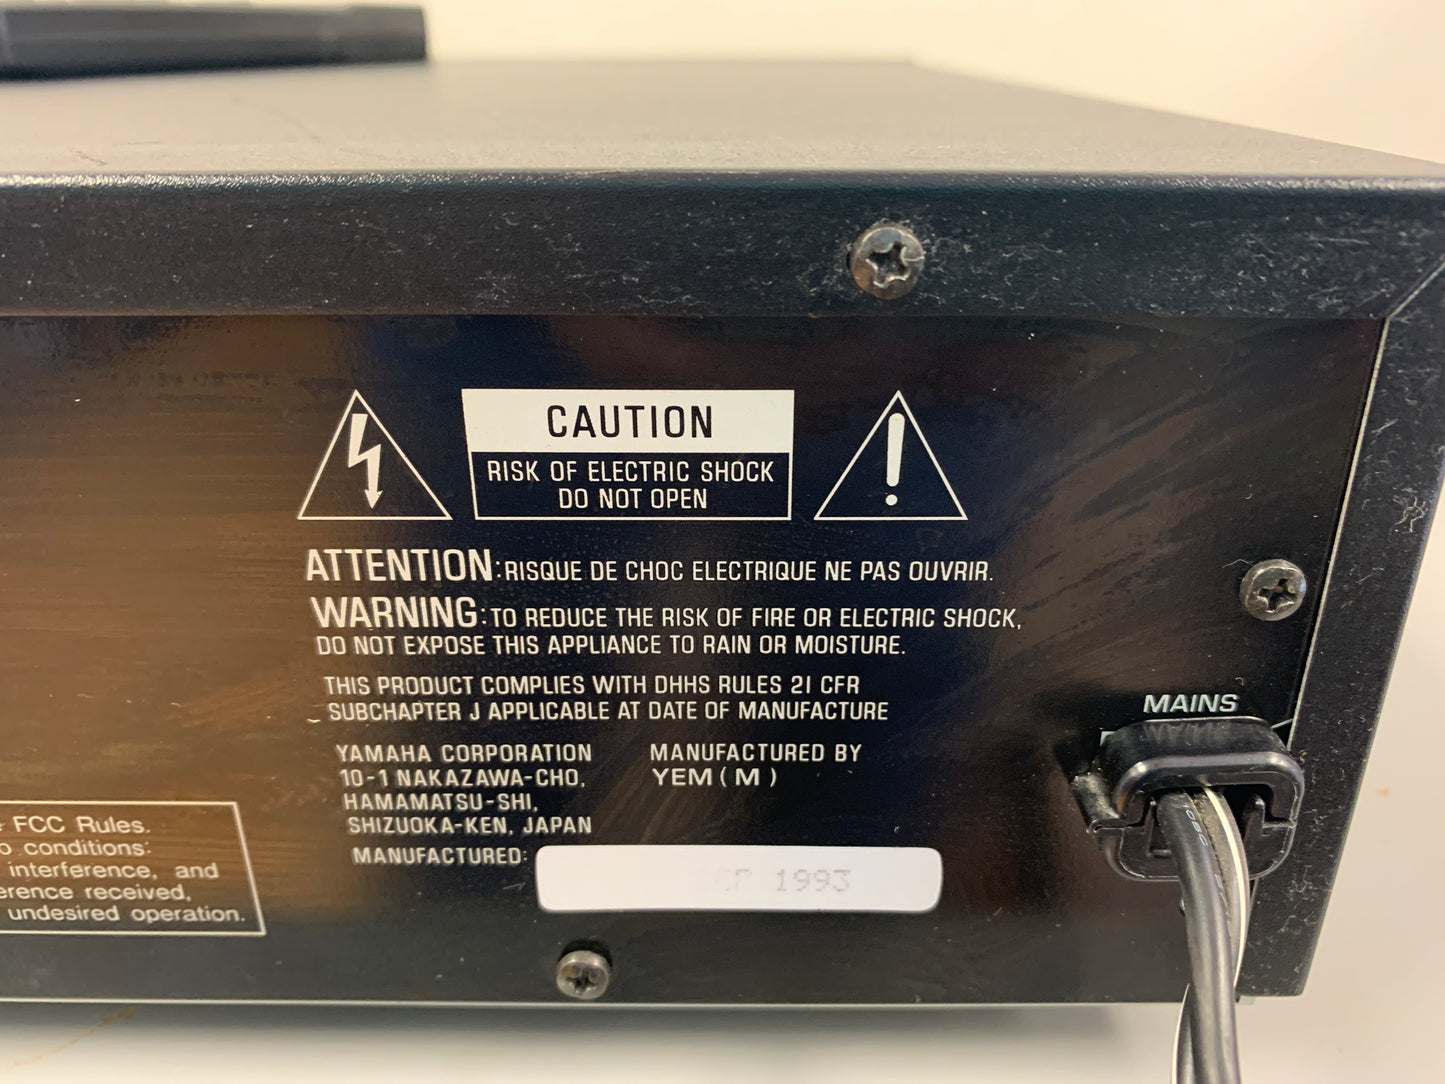 CAUTION
RISK OF ELECTRIC SHOCK
DO NOT OPEN
ATTENTION: RISQUE DE CHOC ELECTRIQUE NE PAS OUVRIR.
WARNING: TO REDUCE THE RISK OF FIRE OR ELECTRIC SHOCK,
DO NOT EXPOSE THIS APPLIANCE TO RAIN OR MOISTURE.
THIS PRODUCT COMPLIES WITH DHHS RULES 21 CFR
SUBCHAPTER J APPLICABLE AT DATE OF MANUFACTURE
YAMAHA CORPORATION
10-1 NAKAZAWA-CHO,
HAMAMATSU-SHI,
SHIZUOKA-KEN, JAPAN
MANUFACTURED BY
YEM (M)
MANUFACTURED:
1993
MAINS
FCC Rules.
conditions:
interference, and
received,
undesired operation.